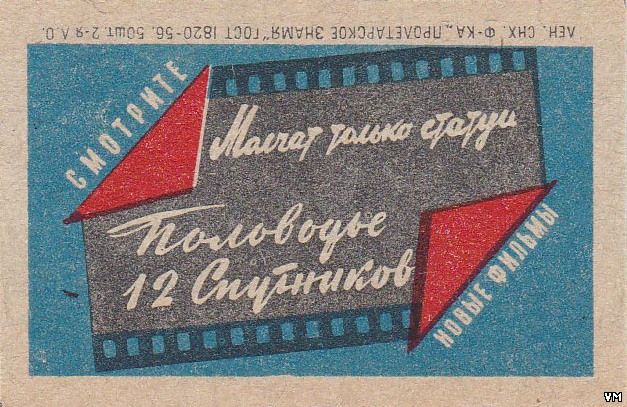 ЛЕН. СНХ. Ф-КА „ПРОЛЕТАРСКОЕ ЗНАМЯ" ГОСТ 1820-56. 50шт. 2-я Л.О.
СМОТРИТЕ
Молчат только статуи
Половодье
12 Спутников
НОВЫЕ ФИЛЬМЫ
VM